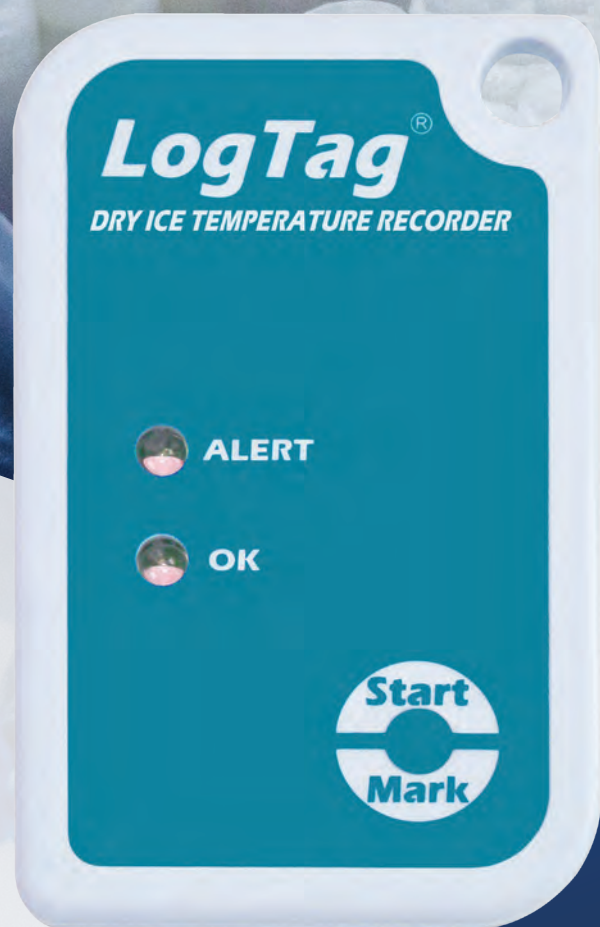 LogTag®
DRY ICE TEMPERATURE RECORDER
ALERT
OK
Start
Mark